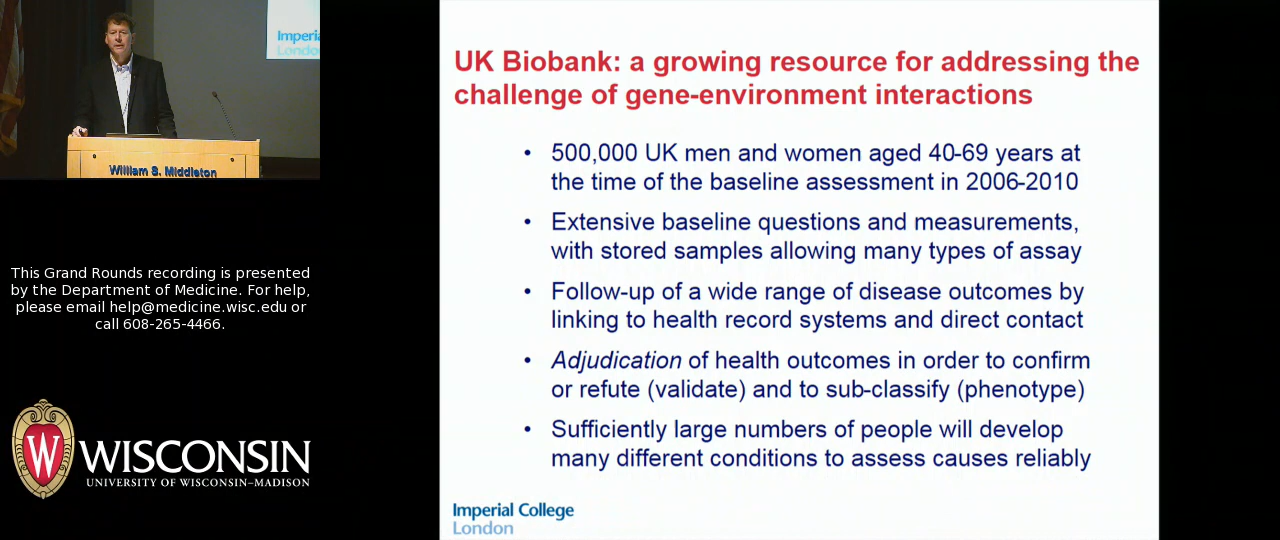 Imperial
London
William S. Middleton
This Grand Rounds recording is presented
by the Department of Medicine. For help,
please email help@medicine.wisc.edu or
call 608-265-4466.
W
WISCONSIN
UNIVERSITY OF WISCONSIN–MADISON
UK Biobank: a growing resource for addressing the
challenge of gene-environment interactions
• 500,000 UK men and women aged 40-69 years at
the time of the baseline assessment in 2006-2010
• Extensive baseline questions and measurements,
with stored samples allowing many types of assay
• Follow-up of a wide range of disease outcomes by
linking to health record systems and direct contact
• Adjudication of health outcomes in order to confirm
or refute (validate) and to sub-classify (phenotype)
• Sufficiently large numbers of people will develop
many different conditions to assess causes reliably
Imperial College
London